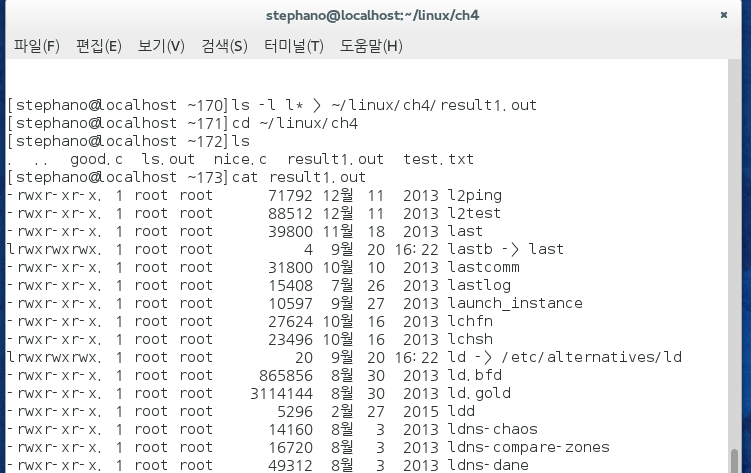 stephano@localhost:~/linux/ch4
파일(F) 편집(E) 보기(V) 검색(S) 터미널(T) 도움말(H)
[stephano@localhost ~170]ls -l l* > ~/linux/ch4/result1.out
[stephano@localhost ~171]cd ~/linux/ch4
[stephano@localhost ~172]ls
. .. good.c ls.out nice.c result1.out test.txt
[stephano@localhost ~173]cat result1.out
-rwxr-xr-x. 1 root root 71792 12월 11 2013 l2ping
-rwxr-xr-x. 1 root root 88512 12월 11 2013 l2test
-rwxr-xr-x. 1 root root 39800 11월 18 2013 last
lrwxrwxrwx. 1 root root 4 9월 20 16:22 lastb -> last
-rwxr-xr-x. 1 root root 31800 10월 10 2013 lastcomm
-rwxr-xr-x. 1 root root 15408 7월 26 2013 lastlog
-rwxr-xr-x. 1 root root 10597 9월 27 2013 launch_instance
-rwxr-xr-x. 1 root root 27624 10월 16 2013 lchfn
-rwxr-xr-x. 1 root root 23496 10월 16 2013 lchsh
lrwxrwxrwx. 1 root root 20 9월 20 16:22 ld -> /etc/alternatives/ld
-rwxr-xr-x. 1 root root 865856 8월 30 2013 ld.bfd
-rwxr-xr-x. 1 root root 3114144 8월 30 2013 ld.gold
-rwxr-xr-x. 1 root root 5296 2월 27 2015 ldd
-rwxr-xr-x. 1 root root 14160 8월 3 2013 ldns-chaos
-rwxr-xr-x. 1 root root 16720 8월 3 2013 ldns-compare-zones
-rwxr-xr-x. 1 root root 49312 8월 3 2013 ldns-dane